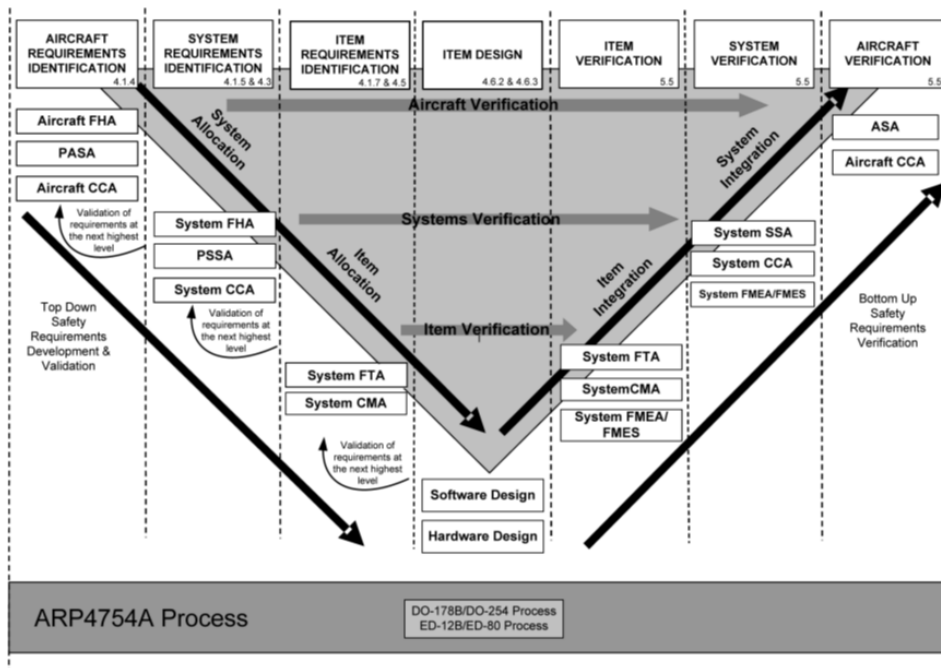 AIRCRAFT
REQUIREMENTS
IDENTIFICATION
4.1.4
SYSTEM
REQUIREMENTS
IDENTIFICATION
4.1.5 & 4.3
ITEM
REQUIREMENTS
IDENTIFICATION
4.1.7 & 4.5
ITEM DESIGN
4.6.2 & 4.6.3
ITEM
VERIFICATION
5.5
SYSTEM
VERIFICATION
5.5
AIRCRAFT
VERIFICATION
5.5
Aircraft FHA
PASA
Aircraft CCA
Validation of
requirements at
the next highest
level
System FHA
PSSA
System CCA
Validation of
requirements at
the next highest
level
System FTA
System CMA
Validation of
requirements at
the next highest
level
Top Down
Safety
Requirements
Development &
Validation
System
Allocation
Item
Allocation
Aircraft Verification
Systems Verification
Item Verification
Software Design
Hardware Design
Item
Integration
System
Integration
System FTA
SystemCMA
System FMEA/
FMES
System SSA
System CCA
System FMEA/FMES
ASA
Aircraft CCA
Bottom Up
Safety
Requirements
Verification
ARP4754A Process
DO-178B/DO-254 Process
ED-12B/ED-80 Process